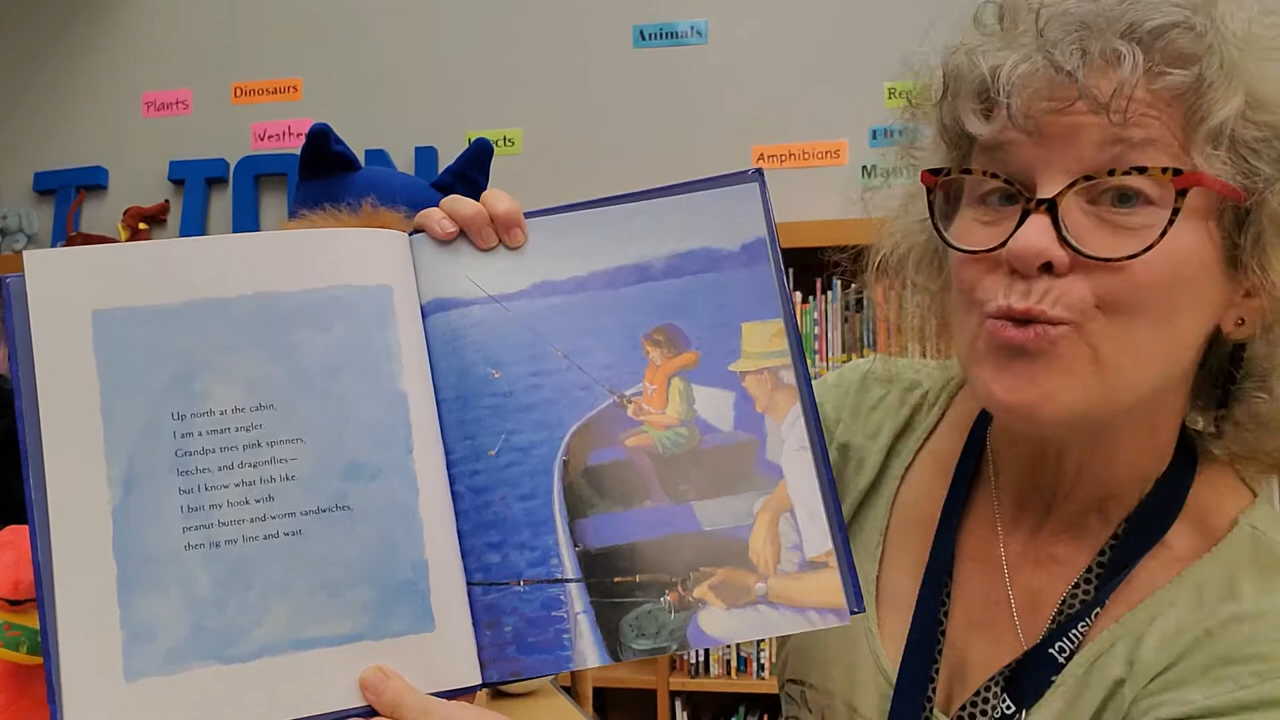 Animals
Plants
Dinosaurs
Weather
Amphibians
Up north at the cabin,
I am a smart angler.
Grandpa tries pink spinners,
leeches, and dragonflies—
but I know what fish like.
I bait my hook with
peanut-butter-and-worm sandwiches,
then jig my line and wait.
District